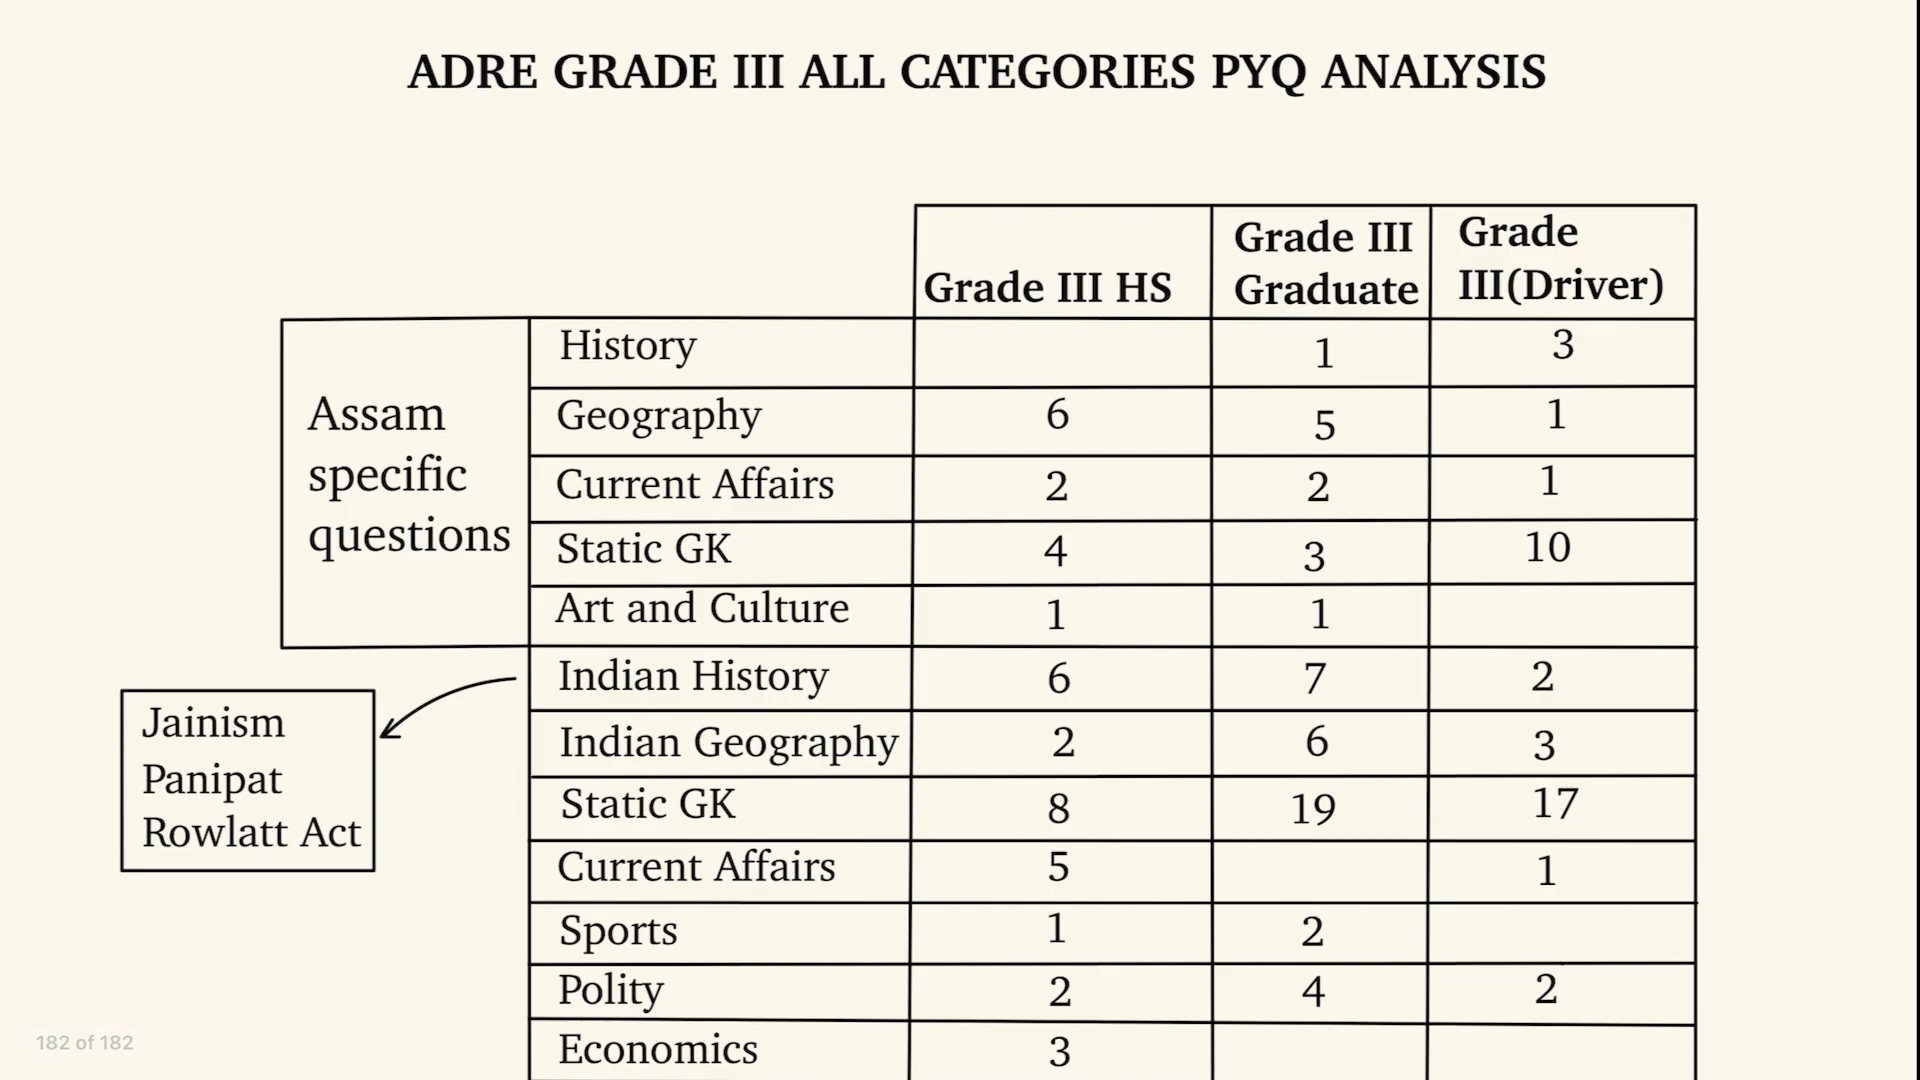 ADRE GRADE III ALL CATEGORIES PYQ ANALYSIS
Grade III HS
Grade III
Graduate
Grade
III(Driver)
Assam
specific
questions
History 1 3
Geography 6 5 1
Current Affairs 2 2 1
Static GK 4 3 10
Art and Culture 1 1
Indian History 6 7 2
Jainism
Panipat
Rowlatt Act
Indian Geography 2 6 3
Static GK 8 19 17
Current Affairs 5 1
Sports 1 2
Polity 2 4 2
Economics 3
182 of 182